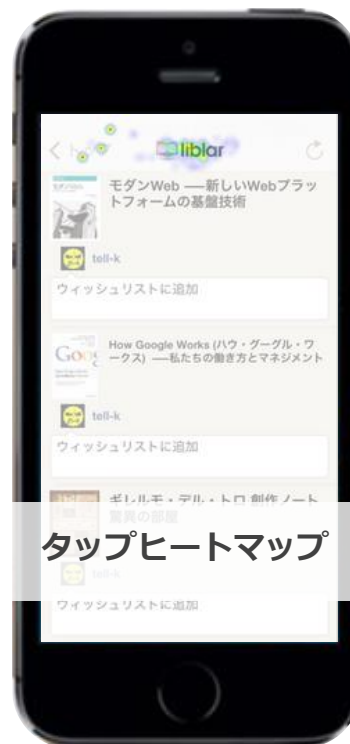 liblar
モダンWeb ――新しいWebプラッ
トフォームの基盤技術
tell-k
ウィッシュリストに追加
How Google Works (ハウ・グーグル・ワ
ークス) ――私たちの働き方とマネジメント
tell-k
ウィッシュリストに追加
ギレルモ・デル・トロ 創作ノート
驚異の部屋
タップヒートマップ
tell-k
ウィッシュリストに追加